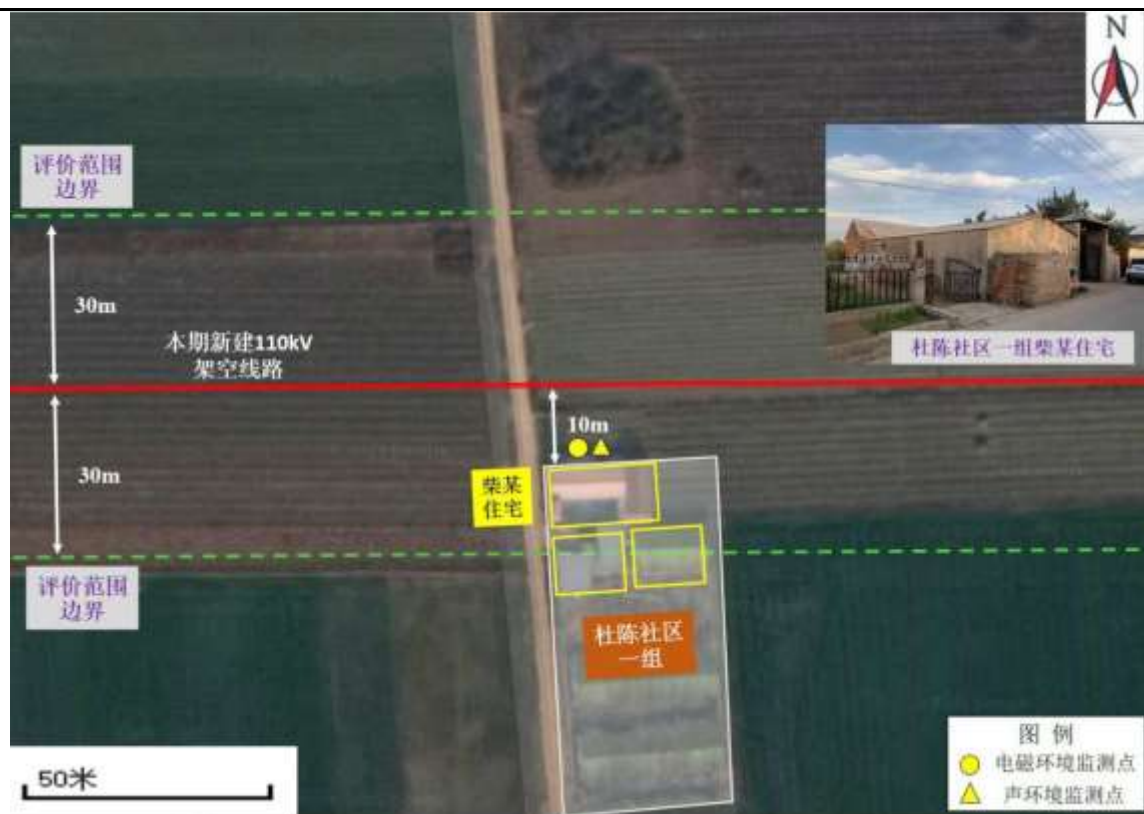 N
评价范围
边界
30m
本期新建110kV
架空线路
杜陈社区一组柴某住宅
10m
30m
柴某
住宅
评价范围
边界
杜陈社区
一组
50米
图 例
电磁环境监测点
声环境监测点